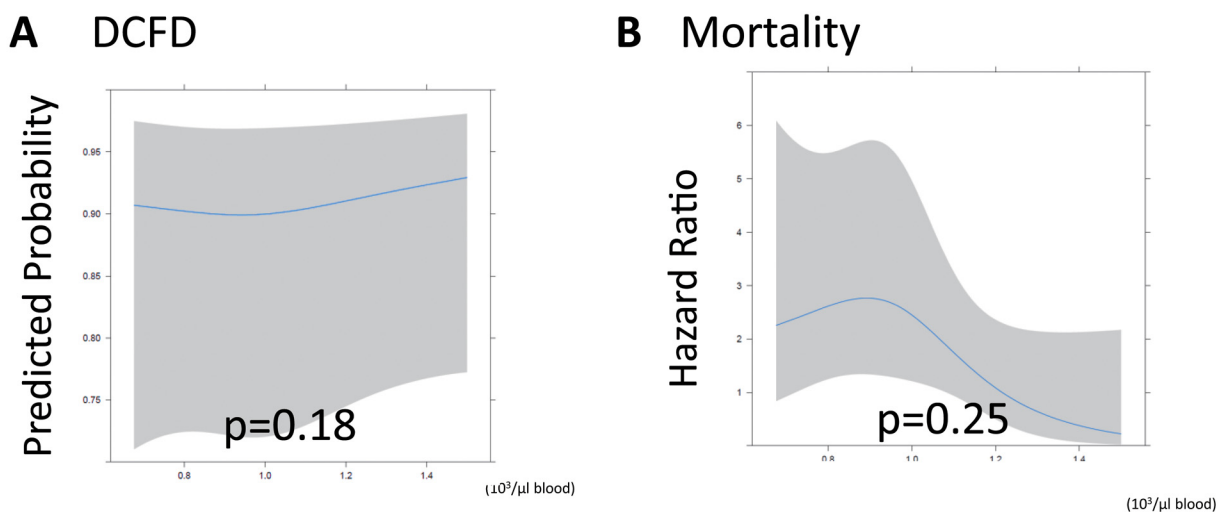 A DCFD
Predicted Probability
0.95
0.90
0.85
0.80
0.75
p=0.18
0.8 1.0 1.2 1.4
(10³/µl blood)
B Mortality
Hazard Ratio
6
5
4
3
2
1
p=0.25
0.8 1.0 1.2 1.4
(10³/µl blood)